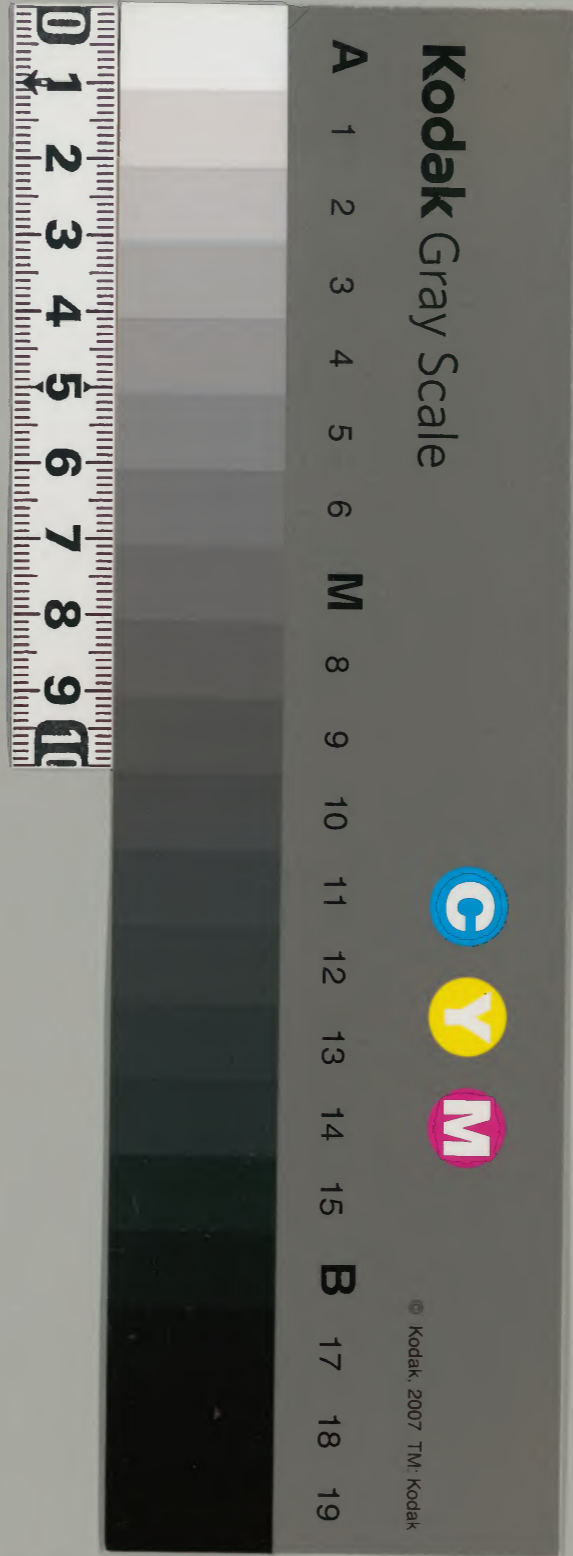 Kodak Gray Scale
C Y M
© Kodak, 2007 TM: Kodak
A 1 2 3 4 5 6 M 8 9 10 11 12 13 14 15 B 17 18 19
0 1 2 3 4 5 6 7 8 9 10